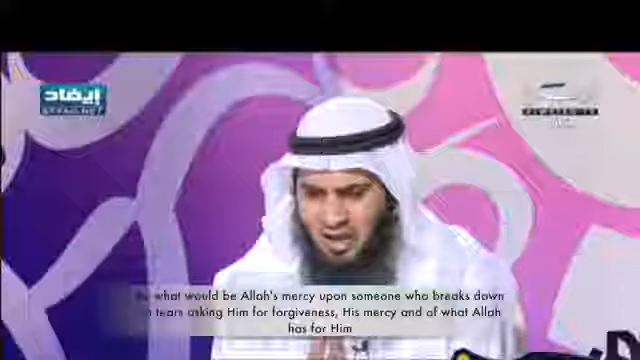 إيضاح
what would be Allah's mercy upon someone who breaks down
tears asking Him for forgiveness, His mercy and of what Allah
has for Him